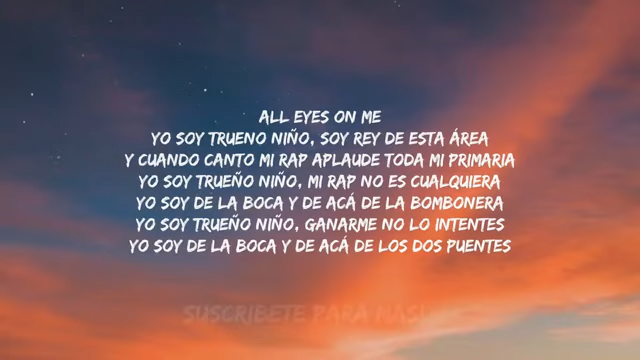 ALL EYES ON ME
YO SOY TRUENO NIÑO, SOY REY DE ESTA ÁREA
Y CUANDO CANTO MI RAP APLAUDE TODA MI PRIMARIA
YO SOY TRUEÑO NIÑO, MI RAP NO ES CUALQUIERA
YO SOY DE LA BOCA Y DE ACÁ DE LA BOMBONERA
YO SOY TRUEÑO NIÑO, GANARME NO LO INTENTES
YO SOY DE LA BOCA Y DE ACÁ DE LOS DOS PUENTES
SUSCRIBETE PARA MAS